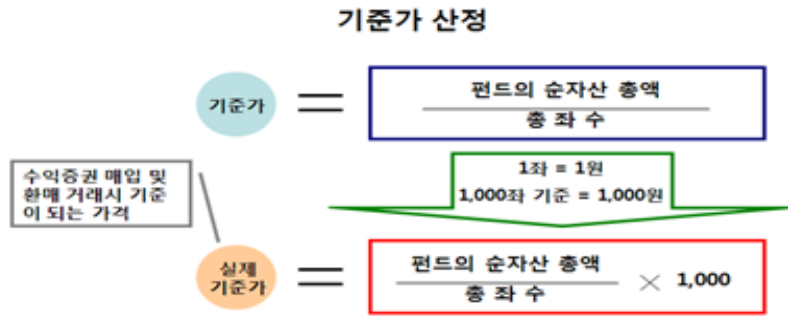 기준가 산정
기준가
=
펀드의 순자산 총액
총 좌 수
1좌 = 1원
1,000좌 기준 = 1,000원
수익증권 매입 및
환매 거래시 기준
이 되는 가격
실제
기준가
=
펀드의 순자산 총액
총 좌 수
× 1,000